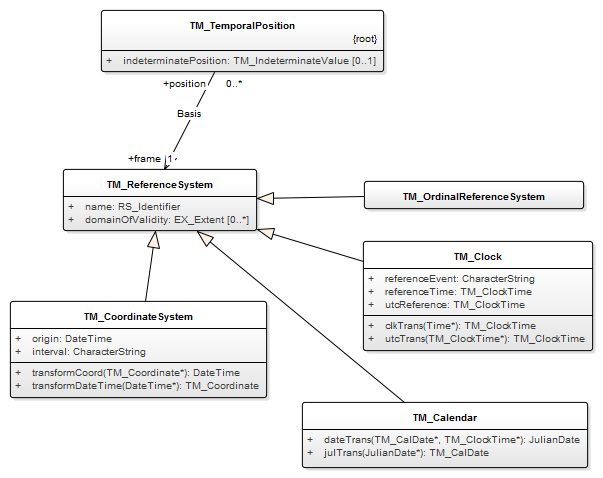 TM_TemporalPosition
{root}
+ indeterminatePosition: TM_IndeterminateValue [0..1]
+position 0..*
Basis
+frame 1
TM_ReferenceSystem
+ name: RS_Identifier
+ domainOfValidity: EX_Extent [0..*]
TM_OrdinalReferenceSystem
TM_Clock
+ referenceEvent: CharacterString
+ referenceTime: TM_ClockTime
+ utcReference: TM_ClockTime
+ clkTrans(Time*): TM_ClockTime
+ utcTrans(TM_ClockTime*): TM_ClockTime
TM_CoordinateSystem
+ origin: DateTime
+ interval: CharacterString
+ transformCoord(TM_Coordinate*): DateTime
+ transformDateTime(DateTime*): TM_Coordinate
TM_Calendar
+ dateTrans(TM_CalDate*, TM_ClockTime*): JulianDate
+ julTrans(JulianDate*): TM_CalDate